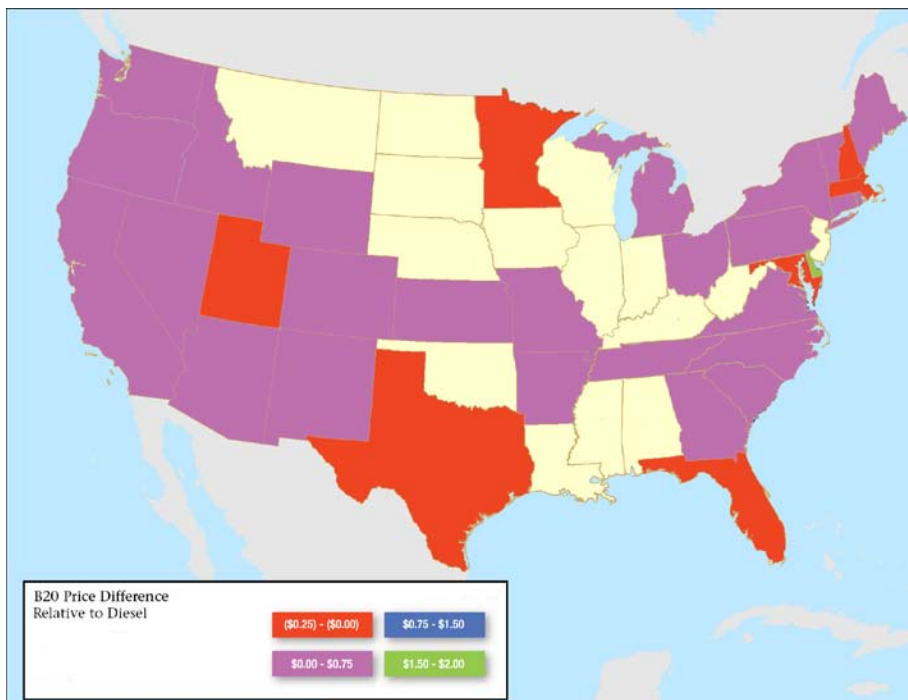 B20 Price Difference
Relative to Diesel
($0.25) - ($0.00)
$0.75 - $1.50
$0.00 - $0.75
$1.50 - $2.00